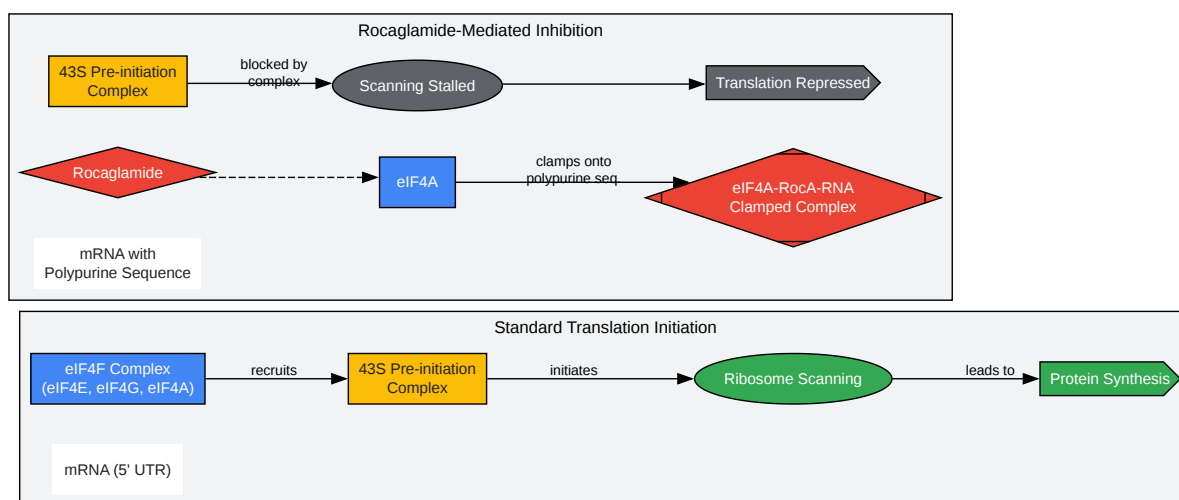 Rocaglamide-Mediated Inhibition
43S Pre-initiation
Complex
blocked by
complex
Scanning Stalled
Translation Repressed
Rocaglamide
eIF4A
clamps onto
polypurine seq
eIF4A-RocA-RNA
Clamped Complex
mRNA with
Polypurine Sequence
Standard Translation Initiation
eIF4F Complex
(eIF4E, eIF4G, eIF4A)
recruits
43S Pre-initiation
Complex
initiates
Ribosome Scanning
leads to
Protein Synthesis
mRNA (5' UTR)